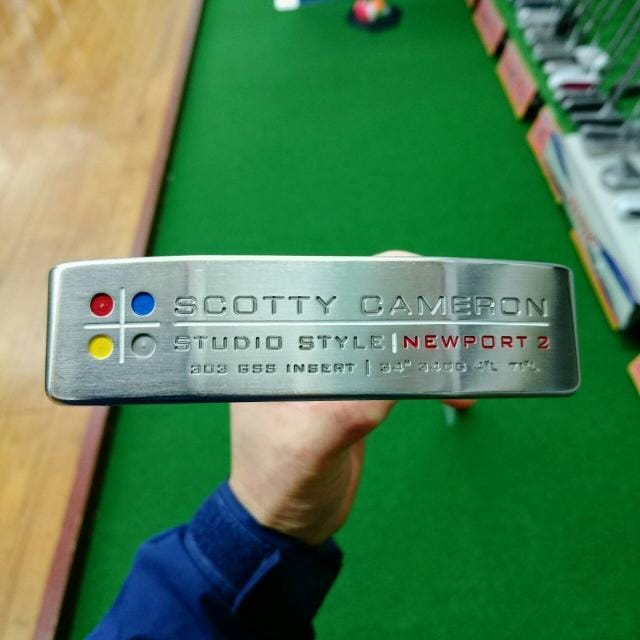 SCOTTY CAMERON
STUDIO STYLE | NEWPORT 2
303 GSS INSERT | 34" 340G 4°L 71°L